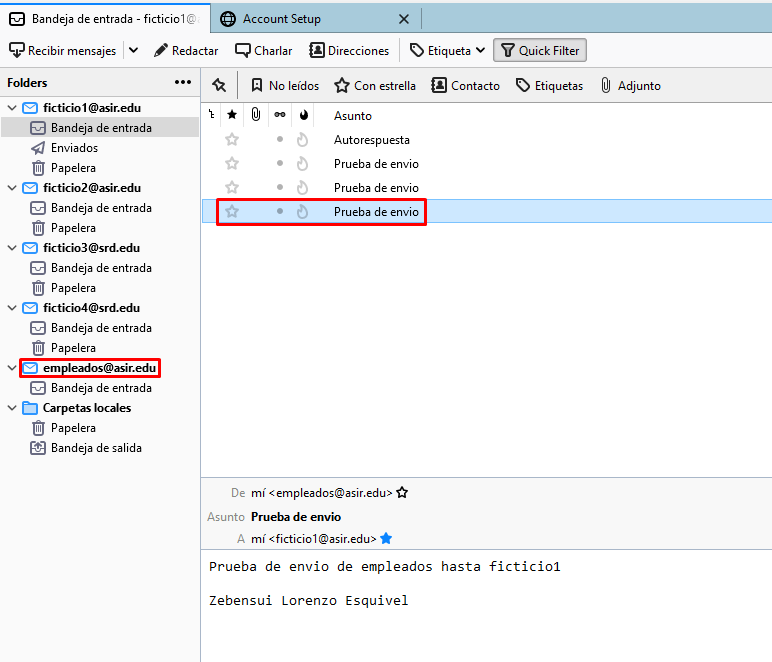 Bandeja de entrada - ficticio1@ Account Setup
Recibir mensajes Redactar Charlar Direcciones Etiqueta Quick Filter
Folders
No leídos Con estrella Contacto Etiquetas Adjunto
ficticio1@asir.edu
Bandeja de entrada
Enviados
Papelera
ficticio2@asir.edu
Bandeja de entrada
Papelera
ficticio3@srd.edu
Bandeja de entrada
Papelera
ficticio4@srd.edu
Bandeja de entrada
Papelera
empleados@asir.edu
Bandeja de entrada
Carpetas locales
Papelera
Bandeja de salida
Asunto
Autorespuesta
Prueba de envio
Prueba de envio
Prueba de envio
De mí <empleados@asir.edu>
Asunto Prueba de envio
A mí <ficticio1@asir.edu>
Prueba de envio de empleados hasta ficticio1
Zebensui Lorenzo Esquivel